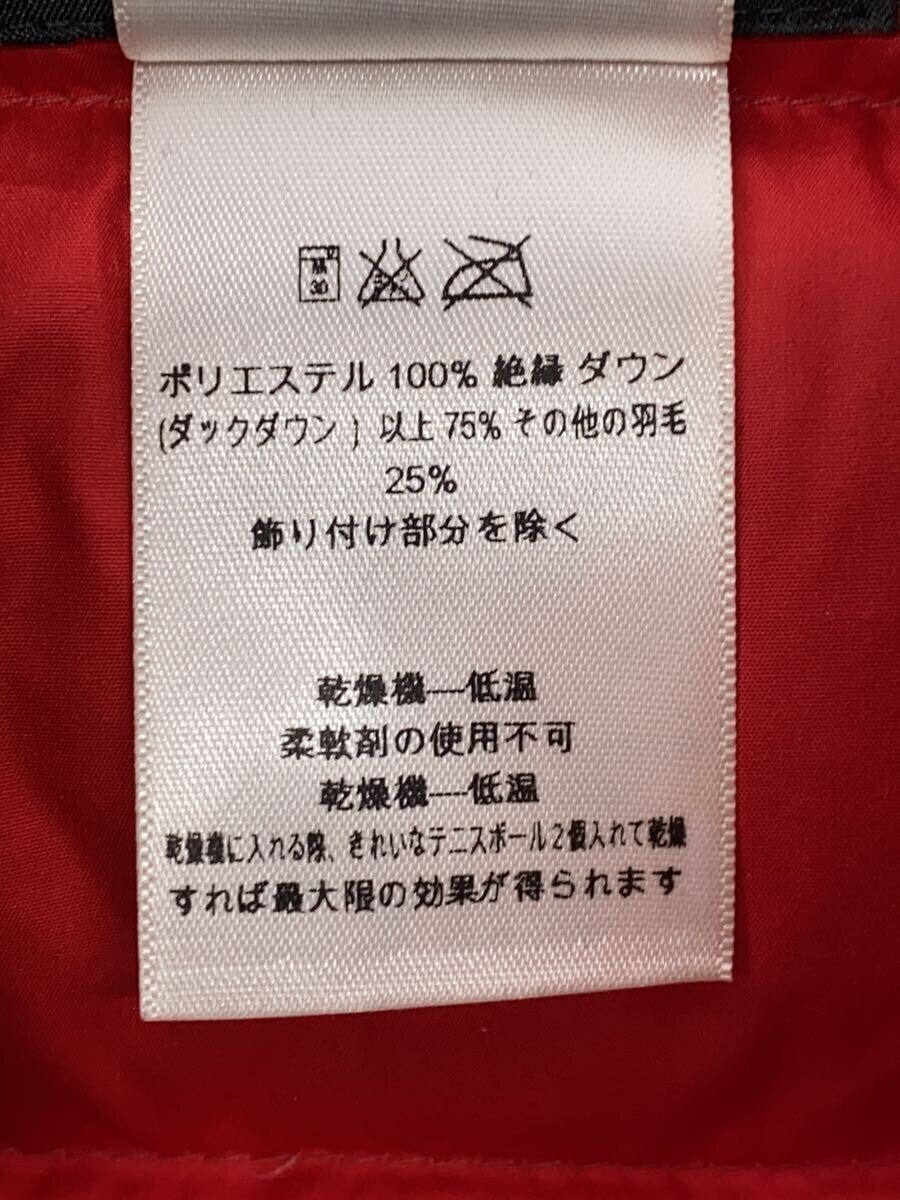 30
ポリエステル 100% 絶縁 ダウン
(ダックダウン ) 以上 75% その他の羽毛
25%
飾り付け部分を除く
乾燥機—低温
柔軟剤の使用不可
乾燥機—低温
乾燥機に入れる際、きれいなテニスボール2個入れて乾燥
すれば最大限の効果が得られます